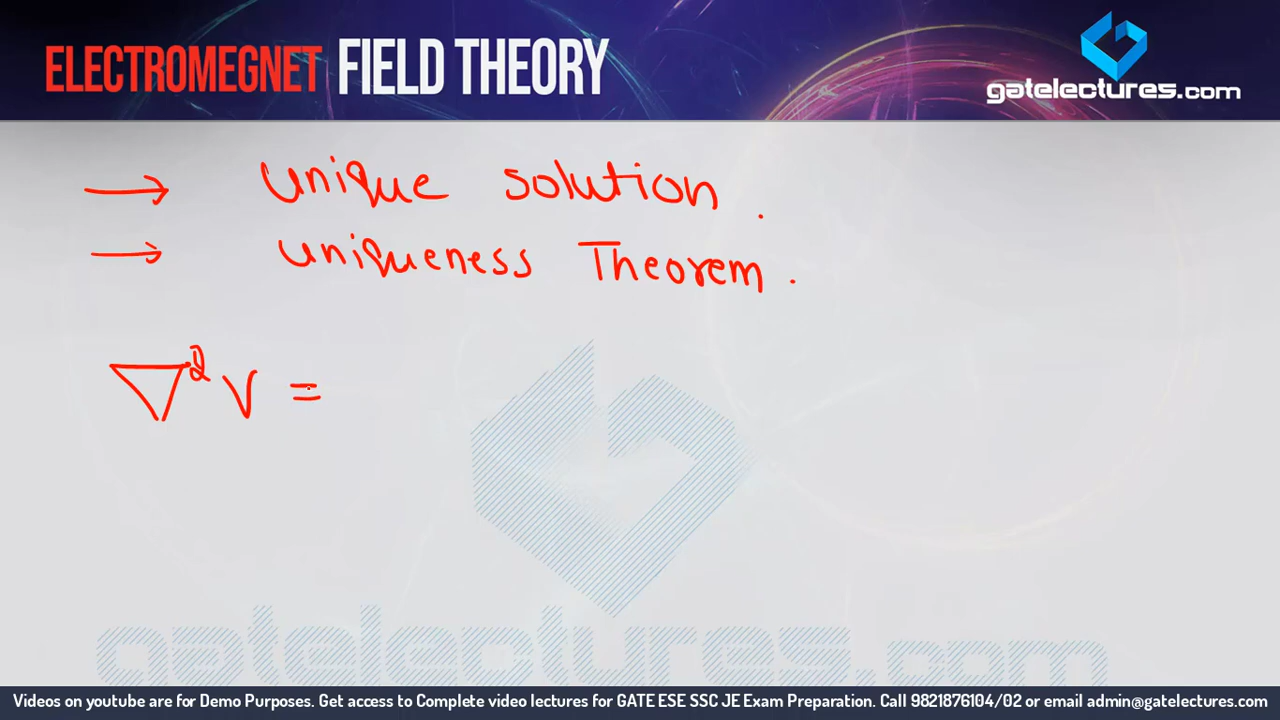 ELECTROMEGNET FIELD THEORY
gatelectures.com
→ unique solution.
→ uniqueness Theorem.
∇² V =
gatelectures.com
Videos on youtube are for Demo Purposes. Get access to Complete video lectures for GATE ESE SSC JE Exam Preparation. Call 9821876104/02 or email admin@gatelectures.com